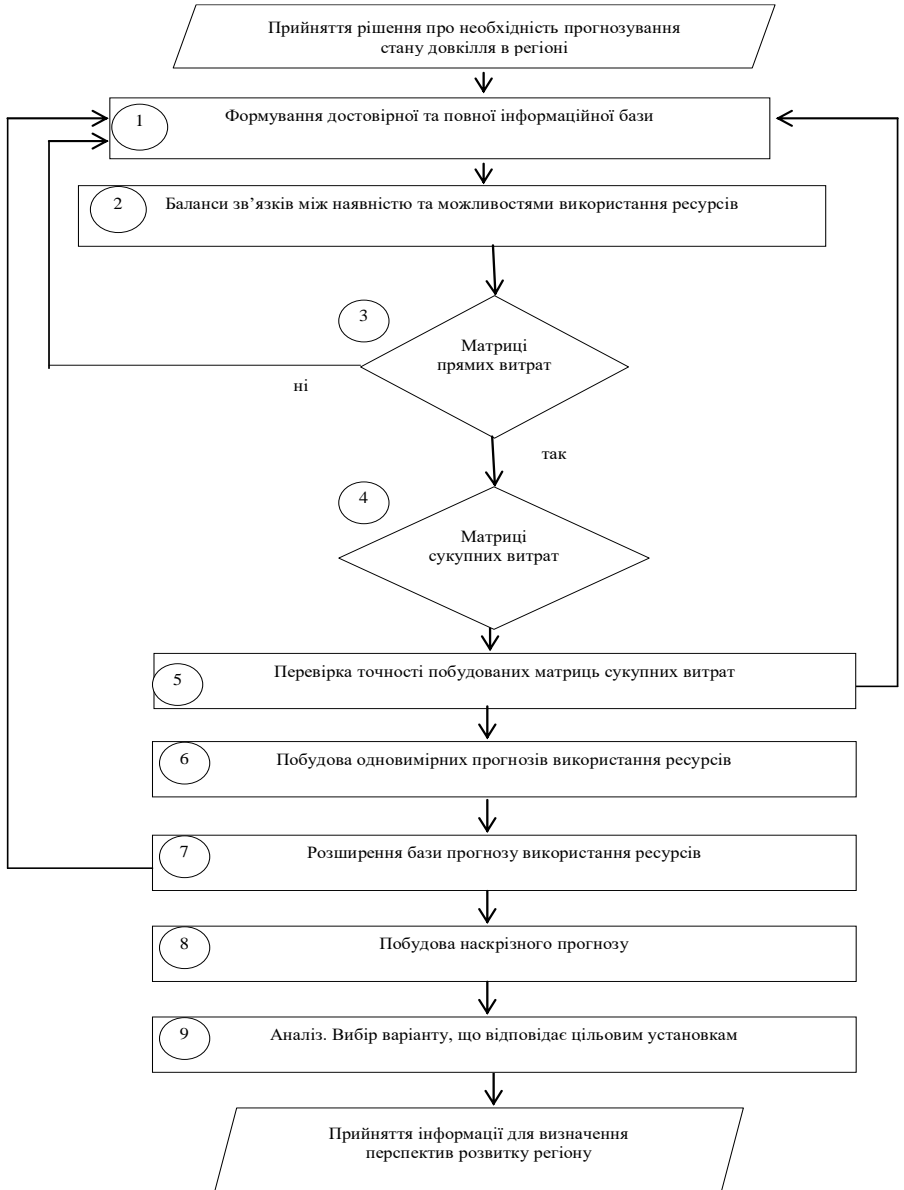 Прийняття рішення про необхідність прогнозування
стану довкілля в регіоні
1
Формування достовірної та повної інформаційної бази
2
Баланси зв’язків між наявністю та можливостями використання ресурсів
3
Матриці
прямих витрат
ні
так
4
Матриці
сукупних витрат
5
Перевірка точності побудованих матриць сукупних витрат
6
Побудова одновимірних прогнозів використання ресурсів
7
Розширення бази прогнозу використання ресурсів
8
Побудова наскрізного прогнозу
9
Аналіз. Вибір варіанту, що відповідає цільовим установкам
Прийняття інформації для визначення
перспектив розвитку регіону